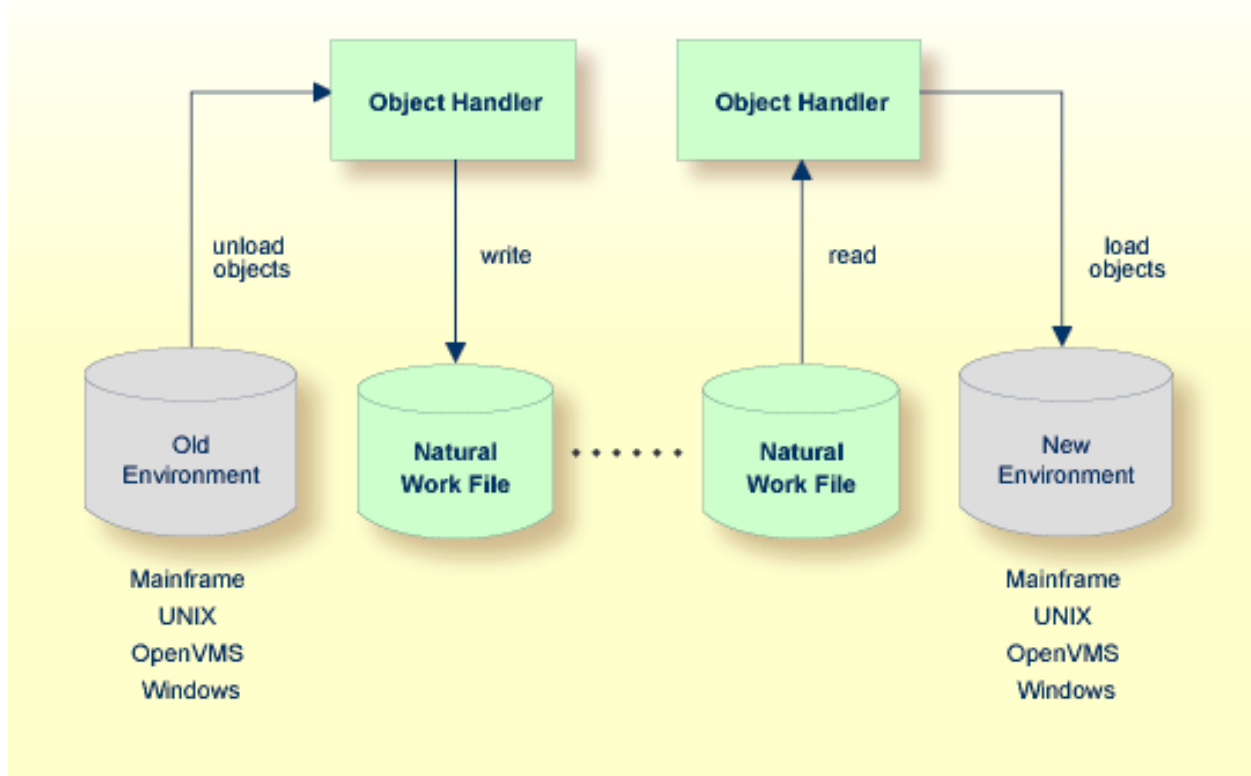 Object Handler
Object Handler
unload
objects
write
read
load
objects
Old
Environment
Natural
Work File
Natural
Work File
New
Environment
Mainframe
UNIX
OpenVMS
Windows
Mainframe
UNIX
OpenVMS
Windows